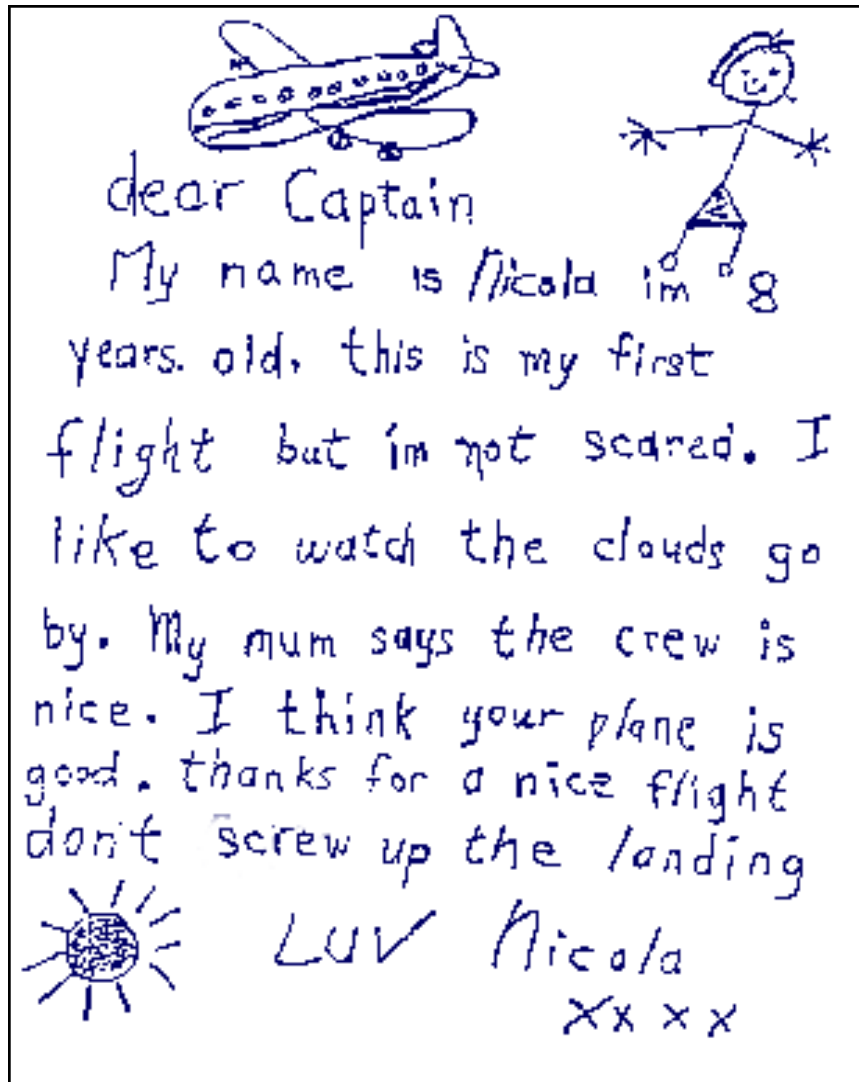 dear Captain
My name is Nicola im 8
years. old. this is my first
flight but im not scared. I
like to watch the clouds go
by. My mum says the crew is
nice. I think your plane is
good. thanks for a nice flight
don't screw up the landing
LUV Nicola
xxxx